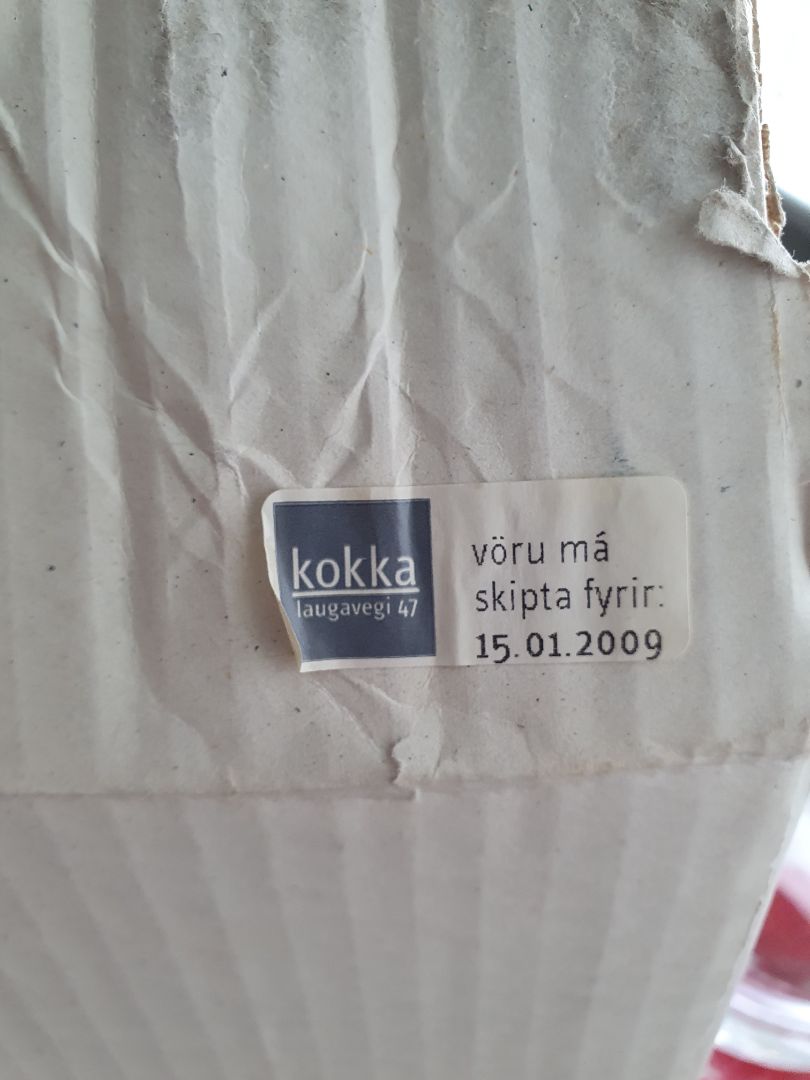 kokka
laugavegi 47
vöru má
skipta fyrir:
15.01.2009